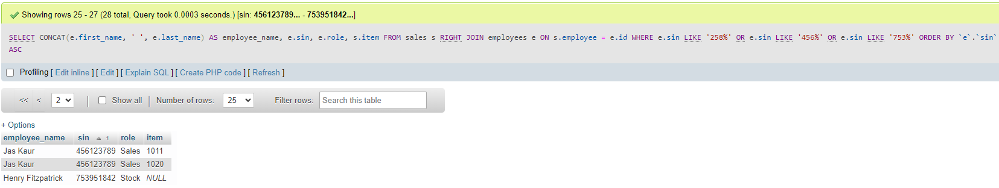 Showing rows 25 - 27 (28 total, Query took 0.0003 seconds.) [sin: 456123789... - 753951842...]
SELECT CONCAT(e.first_name, ' ', e.last_name) AS employee_name, e.sin, e.role, s.item FROM sales s RIGHT JOIN employees e ON s.employee = e.id WHERE e.sin LIKE '258%' OR e.sin LIKE '456%' OR e.sin LIKE '753%' ORDER BY `e`.`sin`
ASC
Profiling [ Edit inline ] [ Edit ] [ Explain SQL ] [ Create PHP code ] [ Refresh ]
<< < 2 | Show all | Number of rows: 25 Filter rows: Search this table
+ Options
employee_name sin 1 role item
Jas Kaur 456123789 Sales 1011
Jas Kaur 456123789 Sales 1020
Henry Fitzpatrick 753951842 Stock NULL